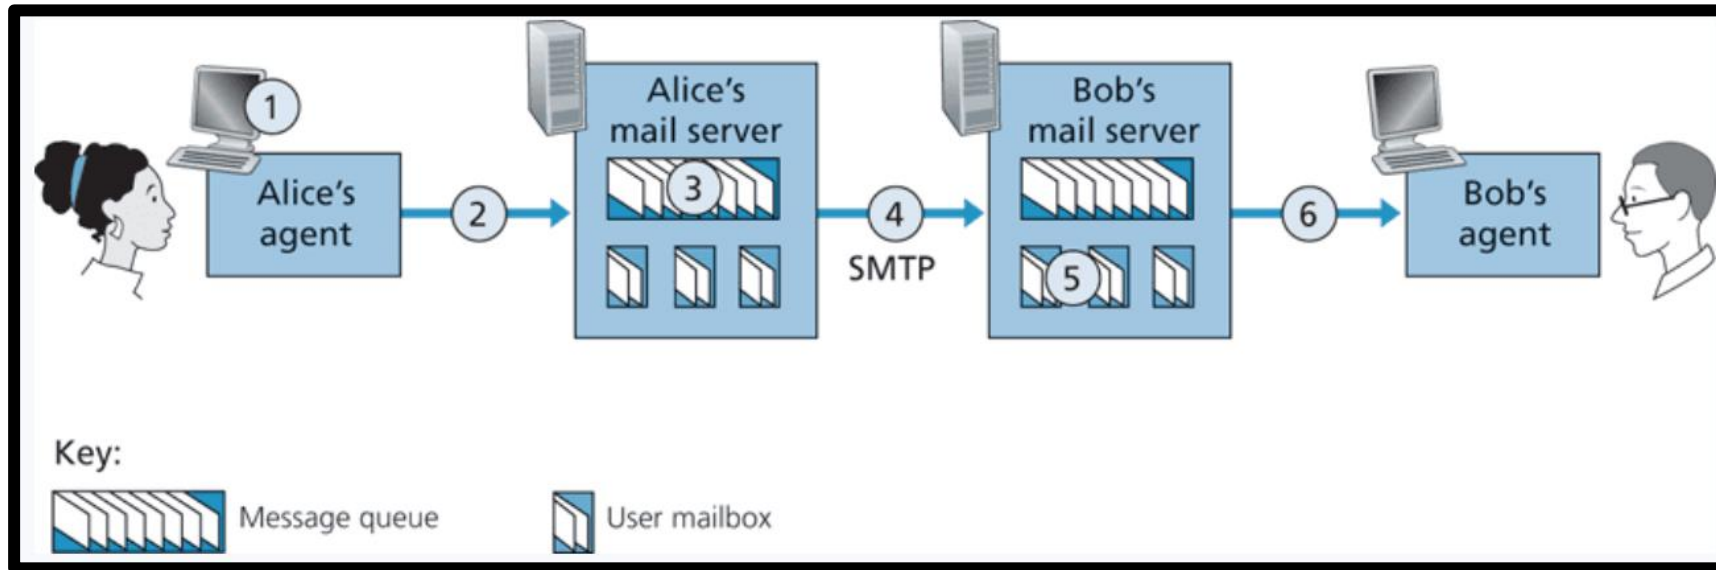 1
Alice's
agent
2
Alice's
mail server
3
4
SMTP
Bob's
mail server
5
6
Bob's
agent
Key:
Message queue
User mailbox